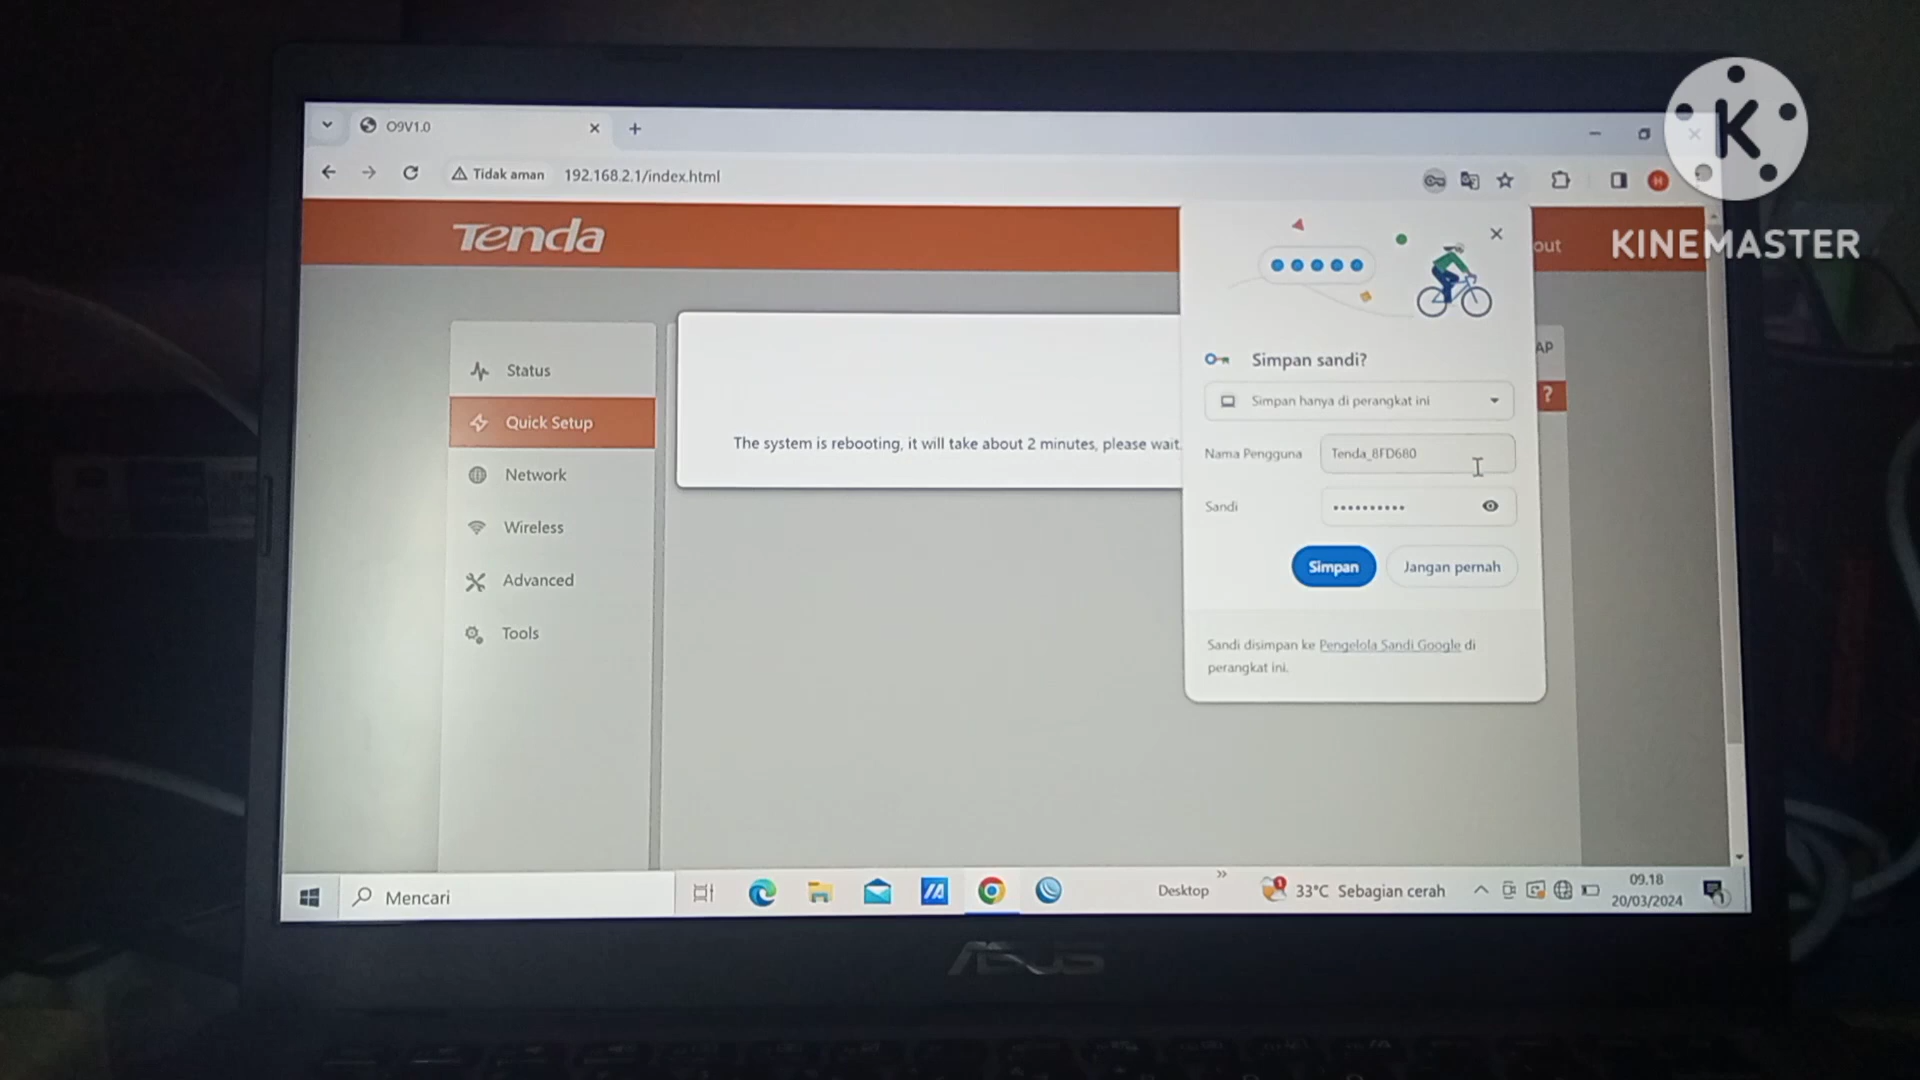 O9V1.0
Tidak aman
192.168.2.1/index.html
Tenda
out
K
KINEMASTER
Status
Quick Setup
Network
Wireless
Advanced
Tools
The system is rebooting, it will take about 2 minutes, please wait.
AP
?
Simpan sandi?
Simpan hanya di perangkat ini
Nama Pengguna
Tenda_8FD680
Sandi
••••••••••
Simpan
Jangan pernah
Sandi disimpan ke Pengelola Sandi Google di
perangkat ini.
H
Mencari
Desktop
33°C Sebagian cerah
09.18
20/03/2024
1
ASUS